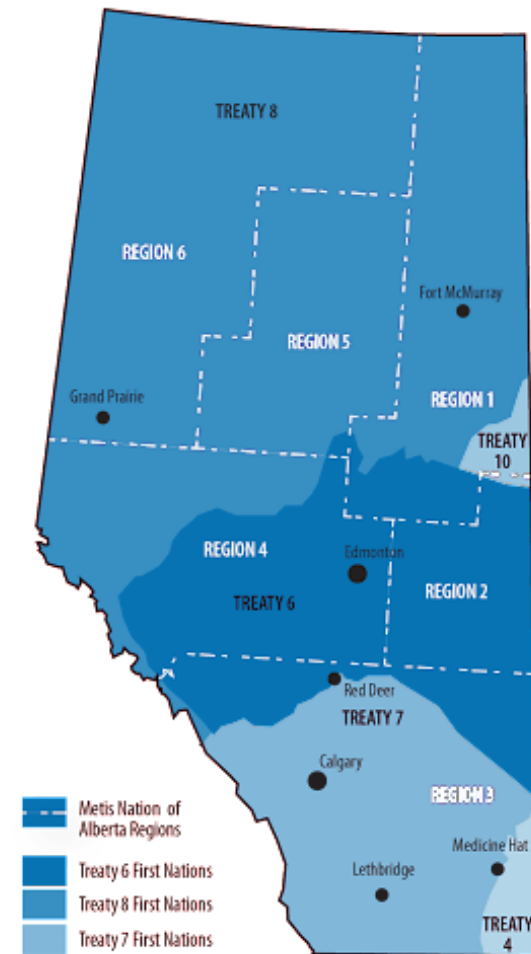 TREATY 8
REGION 6
Fort McMurray
REGION 5
Grand Prairie
REGION 1
TREATY
10
REGION 4
Edmonton
REGION 2
TREATY 6
Red Deer
TREATY 7
Calgary
REGION 3
Metis Nation of
Alberta Regions
Medicine Hat
Treaty 6 First Nations
Lethbridge
Treaty 8 First Nations
TREATY
4
Treaty 7 First Nations